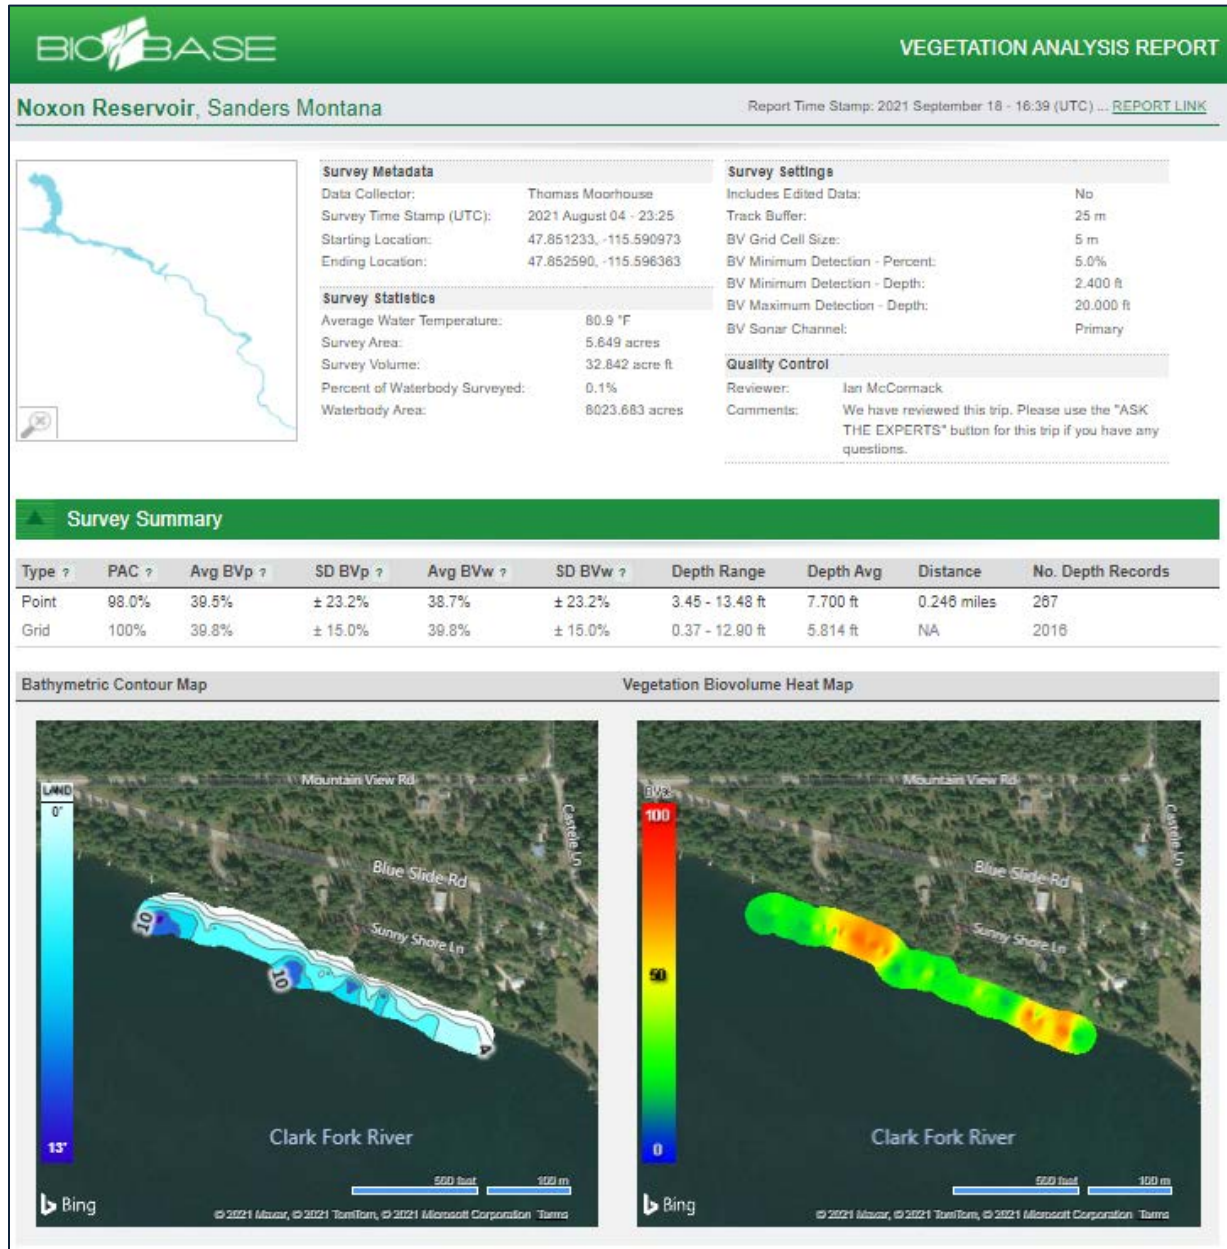 BIOBASE
VEGETATION ANALYSIS REPORT
Noxon Reservoir, Sanders Montana
Report Time Stamp: 2021 September 18 - 16:39 (UTC) ... REPORT LINK
Survey Metadata
Data Collector: Thomas Moorhouse
Survey Time Stamp (UTC): 2021 August 04 - 23:25
Starting Location: 47.851233, -115.590973
Ending Location: 47.852590, -115.596363
Survey Statistics
Average Water Temperature: 80.9 °F
Survey Area: 5.649 acres
Survey Volume: 32.842 acre ft
Percent of Waterbody Surveyed: 0.1%
Waterbody Area: 8023.683 acres
Survey Settings
Includes Edited Data: No
Track Buffer: 25 m
BV Grid Cell Size: 5 m
BV Minimum Detection - Percent: 5.0%
BV Minimum Detection - Depth: 2.400 ft
BV Maximum Detection - Depth: 20.000 ft
BV Sonar Channel: Primary
Quality Control
Reviewer: Ian McCormack
Comments: We have reviewed this trip. Please use the "ASK
THE EXPERTS" button for this trip if you have any
questions.
Survey Summary
Type ? PAC ? Avg BVp ? SD BVp ? Avg BVw ? SD BVw ? Depth Range Depth Avg Distance No. Depth Records
Point 98.0% 39.5% ± 23.2% 38.7% ± 23.2% 3.45 - 13.48 ft 7.700 ft 0.246 miles 267
Grid 100% 39.8% ± 15.0% 39.8% ± 15.0% 0.37 - 12.90 ft 5.814 ft NA 2016
Bathymetric Contour Map
Vegetation Biovolume Heat Map
LAND
0'
13'
Mountain View Rd
Castele Ln
Blue Slide Rd
Sunny Shore Ln
10
10
4
Clark Fork River
500 feet 100 m
Bing
© 2021 Maxar, © 2021 TomTom, © 2021 Microsoft Corporation Terms
BV%
100
50
0
Mountain View Rd
Castele Ln
Blue Slide Rd
Sunny Shore Ln
Clark Fork River
500 feet 100 m
Bing
© 2021 Maxar, © 2021 TomTom, © 2021 Microsoft Corporation Terms